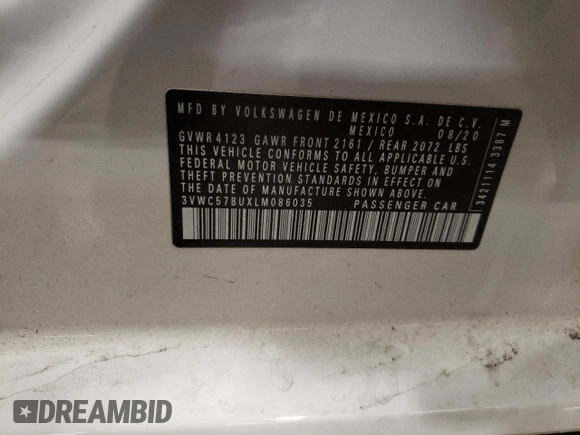 MFD BY VOLKSWAGEN DE MEXICO S.A. DE C.V.
MEXICO 08/20
GVWR 4123 GAWR FRONT 2161 / REAR 2072 LBS
THIS VEHICLE CONFORMS TO ALL APPLICABLE U.S.
FEDERAL MOTOR VEHICLE SAFETY, BUMPER AND
THEFT PREVENTION STANDARDS IN EFFECT ON
THE DATE OF MANUFACTURE SHOWN ABOVE.
3VWC57BUXLM086035 PASSENGER CAR
3421114 3387 M
DREAMBID